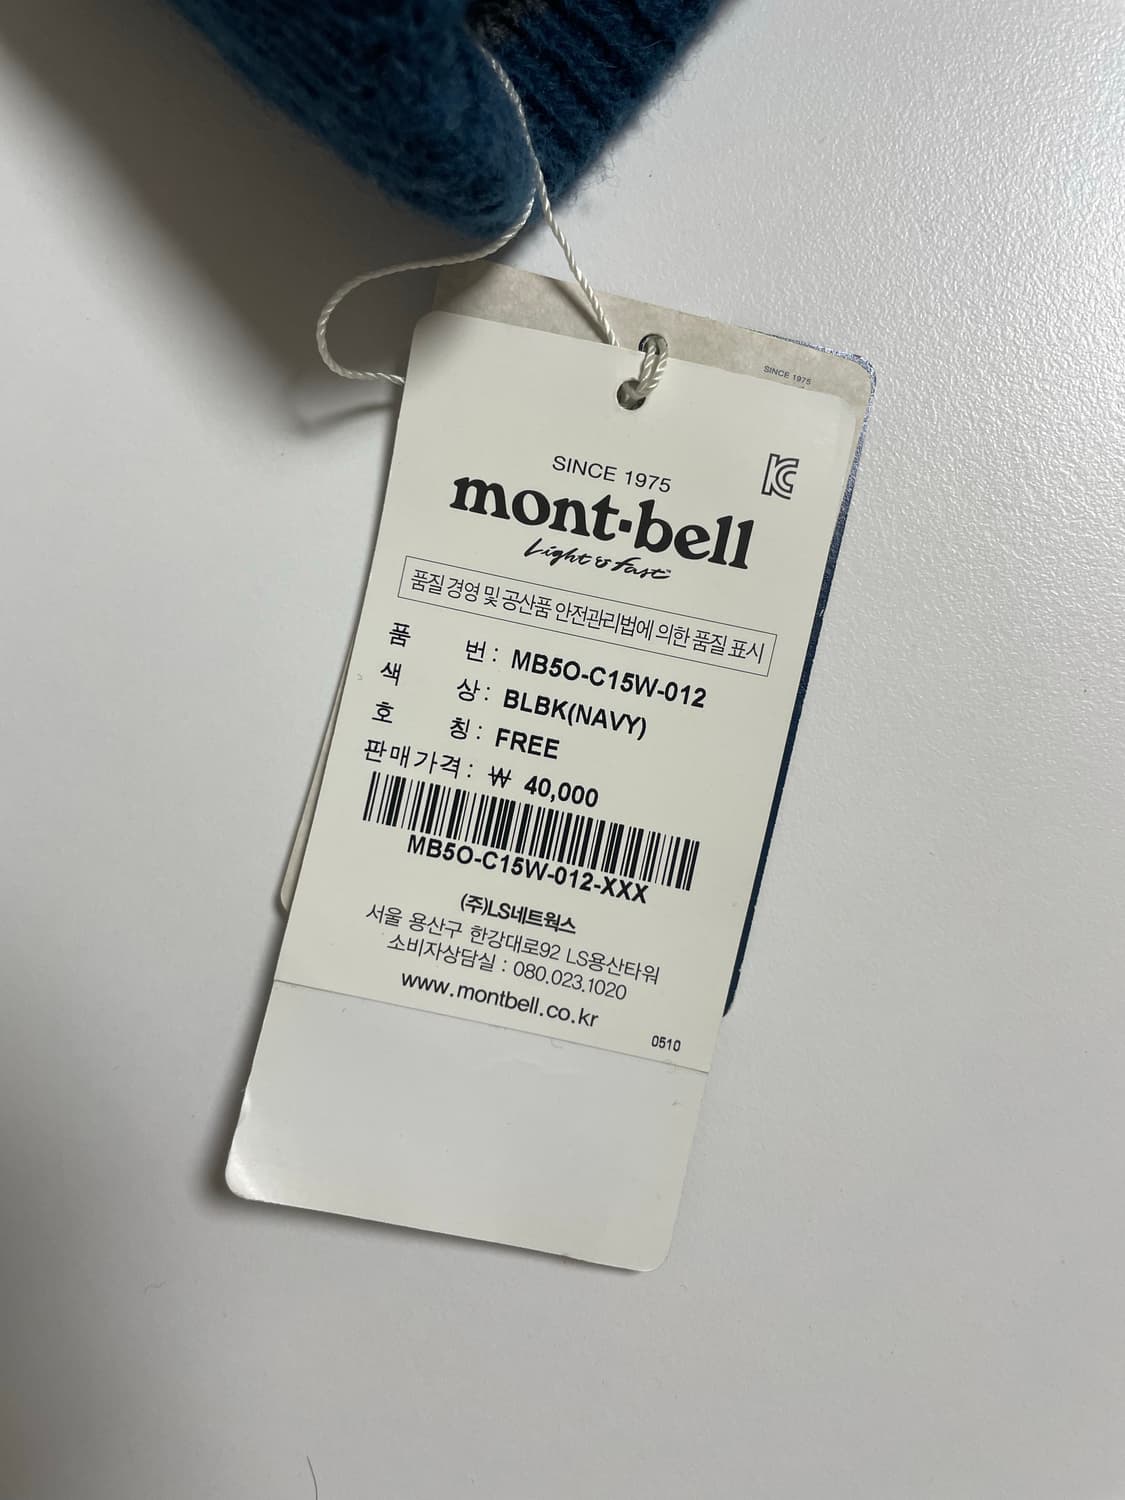 SINCE 1975
SINCE 1975
mont·bell
Light & Fast™
품질 경영 및 공산품 안전관리법에 의한 품질 표시
품 번 : MB5O-C15W-012
색 상 : BLBK(NAVY)
호 칭 : FREE
판매가격 : ₩ 40,000
MB5O-C15W-012-XXX
(주)LS네트웍스
서울 용산구 한강대로92 LS용산타워
소비자상담실 : 080.023.1020
www.montbell.co.kr
0510